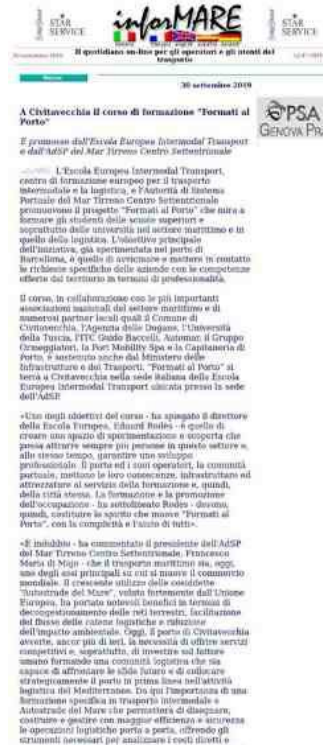 STAR
SERVICE
inforMARE
STAR
SERVICE
Il quotidiano on-line per gli operatori e gli utenti del
trasporto
30 settembre 2019
A Civitavecchia il corso di formazione "Formati al
Porto"
PSA
GENOVA PRA
È promosso dall'Escola Europea Intermodal Transport
e dall'AdSP del Mar Tirreno Centro Settentrionale
L'Escola Europea Intermodal Transport,
centro di formazione europeo per il trasporto
intermodale e la logistica, e l'Autorità di Sistema
Portuale del Mar Tirreno Centro Settentrionale
promuovono il progetto "Formati al Porto" che mira a
formare gli studenti delle scuole superiori e
soprattutto delle università nel settore marittimo e in
quello della logistica. L'obiettivo principale
dell'iniziativa, già sperimentata nel porto di
Barcellona, è quello di avvicinare e mettere in contatto
le richieste specifiche delle aziende con le competenze
offerte dal territorio in termini di professionalità.
Il corso, in collaborazione con le più importanti
associazioni nazionali del settore marittimo e di
numerosi partner locali quali il Comune di
Civitavecchia, l'Agenzia delle Dogane, l'Università
della Tuscia, l'ITC Guido Baccelli, Automar, il Gruppo
Ormeggiatori, la Port Mobility Spa e la Capitaneria di
Porto, è sostenuto anche dal Ministero delle
Infrastrutture e dei Trasporti. "Formati al Porto" si
terrà a Civitavecchia nella sede italiana della Escola
Europea Intermodal Transport ubicata presso la sede
dell'AdSP.
«Uno degli obiettivi del corso - ha spiegato il direttore
della Escola Europea, Eduard Rodes - è quello di
creare uno spazio di sperimentazione e scoperta che
possa attrarre sempre più persone in questo settore e,
allo stesso tempo, garantire uno sviluppo
professionale. Il porto ed i suoi operatori, la comunità
portuale, mettono le loro conoscenze, infrastrutture ed
attrezzature al servizio della formazione e, quindi,
della città stessa. La formazione e la promozione
dell'occupazione - ha sottolineato Rodes - devono,
quindi, costituire lo spirito che muove "Formati al
Porto", con la complicità e l'aiuto di tutti».
«È indubbio - ha commentato il presidente dell'AdSP
del Mar Tirreno Centro Settentrionale, Francesco
Maria di Majo - che il trasporto marittimo sia, oggi,
uno degli assi principali su cui si muove il commercio
mondiale. Il crescente utilizzo delle cosiddette
"Autostrade del Mare", volute fortemente dall'Unione
Europea, ha portato notevoli benefici in termini di
decongestionamento delle reti terrestri, facilitazione
del flusso delle catene logistiche e riduzione
dell'impatto ambientale. Oggi, il porto di Civitavecchia
avverte, ancor più di ieri, la necessità di offrire servizi
competitivi e, soprattutto, di investire sul fattore
umano formando una comunità logistica che sia
capace di affrontare le sfide future e di collocare
strategicamente il porto in prima linea nell'attività
logistica del Mediterraneo. Da qui l'importanza di una
formazione specifica in trasporto intermodale e
Autostrade del Mare che permetterà di disegnare,
costruire e gestire con maggior efficienza e sicurezza
le operazioni logistiche porta a porta, offrendo gli
strumenti necessari per analizzare i costi diretti e